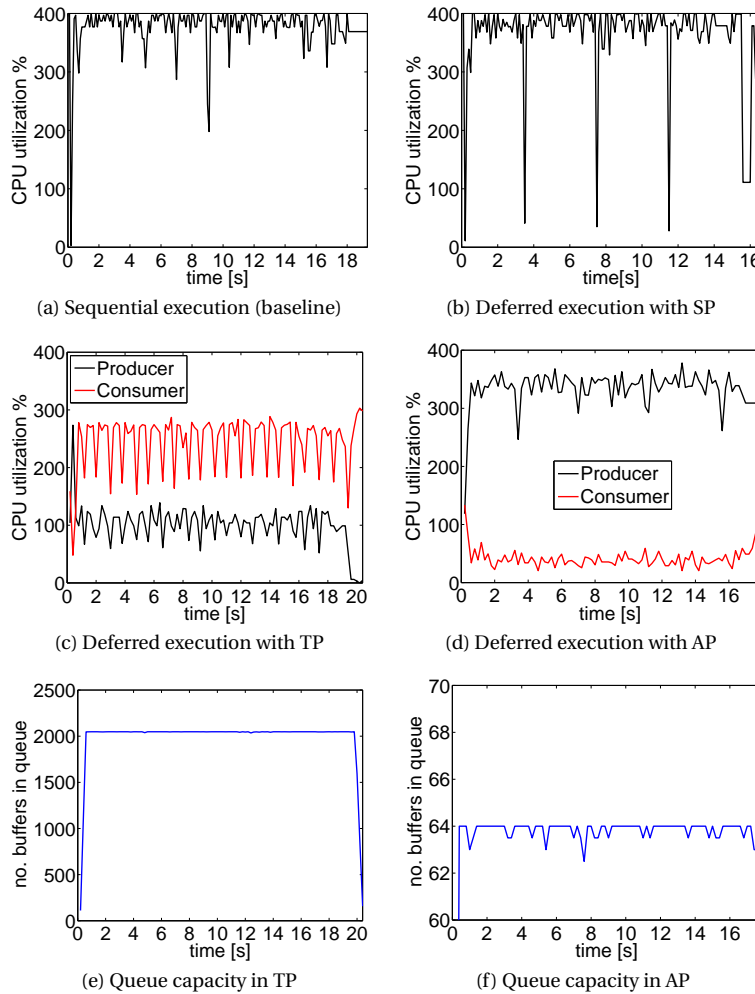 400
300
200
100
0
CPU utilization %
0 2 4 6 8 10 12 14 16 18
time [s]
(a) Sequential execution (baseline)
400
300
200
100
0
CPU utilization %
0 2 4 6 8 10 12 14 16
time[s]
(b) Deferred execution with SP
400
300
200
100
0
CPU utilization %
Producer
Consumer
0 2 4 6 8 10 12 14 16 18 20
time [s]
(c) Deferred execution with TP
400
300
200
100
0
CPU utilization %
Producer
Consumer
0 2 4 6 8 10 12 14 16
time [s]
(d) Deferred execution with AP
2500
2000
1500
1000
500
0
no. buffers in queue
0 2 4 6 8 10 12 14 16 18 20
time [s]
(e) Queue capacity in TP
70
68
66
64
62
60
no. buffers in queue
0 2 4 6 8 10 12 14 16
time [s]
(f) Queue capacity in AP